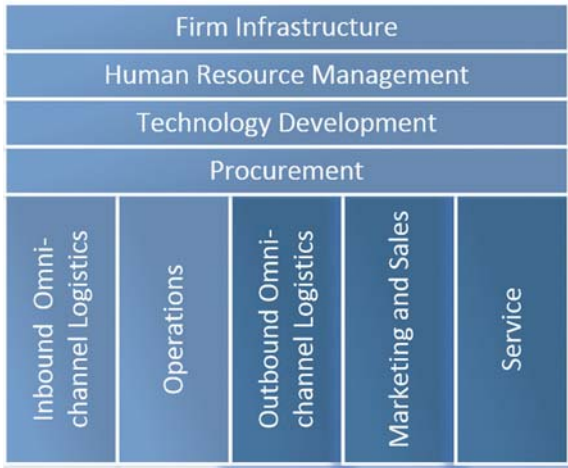 Firm Infrastructure
Human Resource Management
Technology Development
Procurement
Inbound Omni-
channel Logistics
Operations
Outbound Omni-
channel Logistics
Marketing and Sales
Service